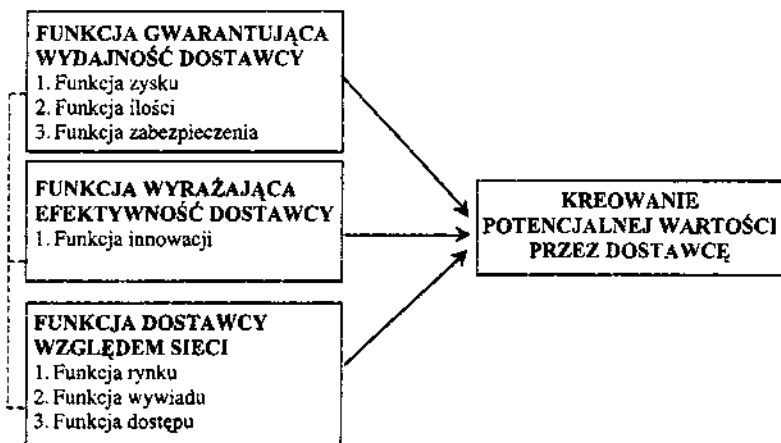 FUNKCJA GWARANTUJĄCA
WYDAJNOŚĆ DOSTAWCY
1. Funkcja zysku
2. Funkcja ilości
3. Funkcja zabezpieczenia
FUNKCJA WYRAŻAJĄCA
EFEKTYWNOŚĆ DOSTAWCY
1. Funkcja innowacji
FUNKCJA DOSTAWCY
WZGLĘDEM SIECI
1. Funkcja rynku
2. Funkcja wywiadu
3. Funkcja dostępu
KREOWANIE
POTENCJALNEJ WARTOŚCI
PRZEZ DOSTAWCĘ